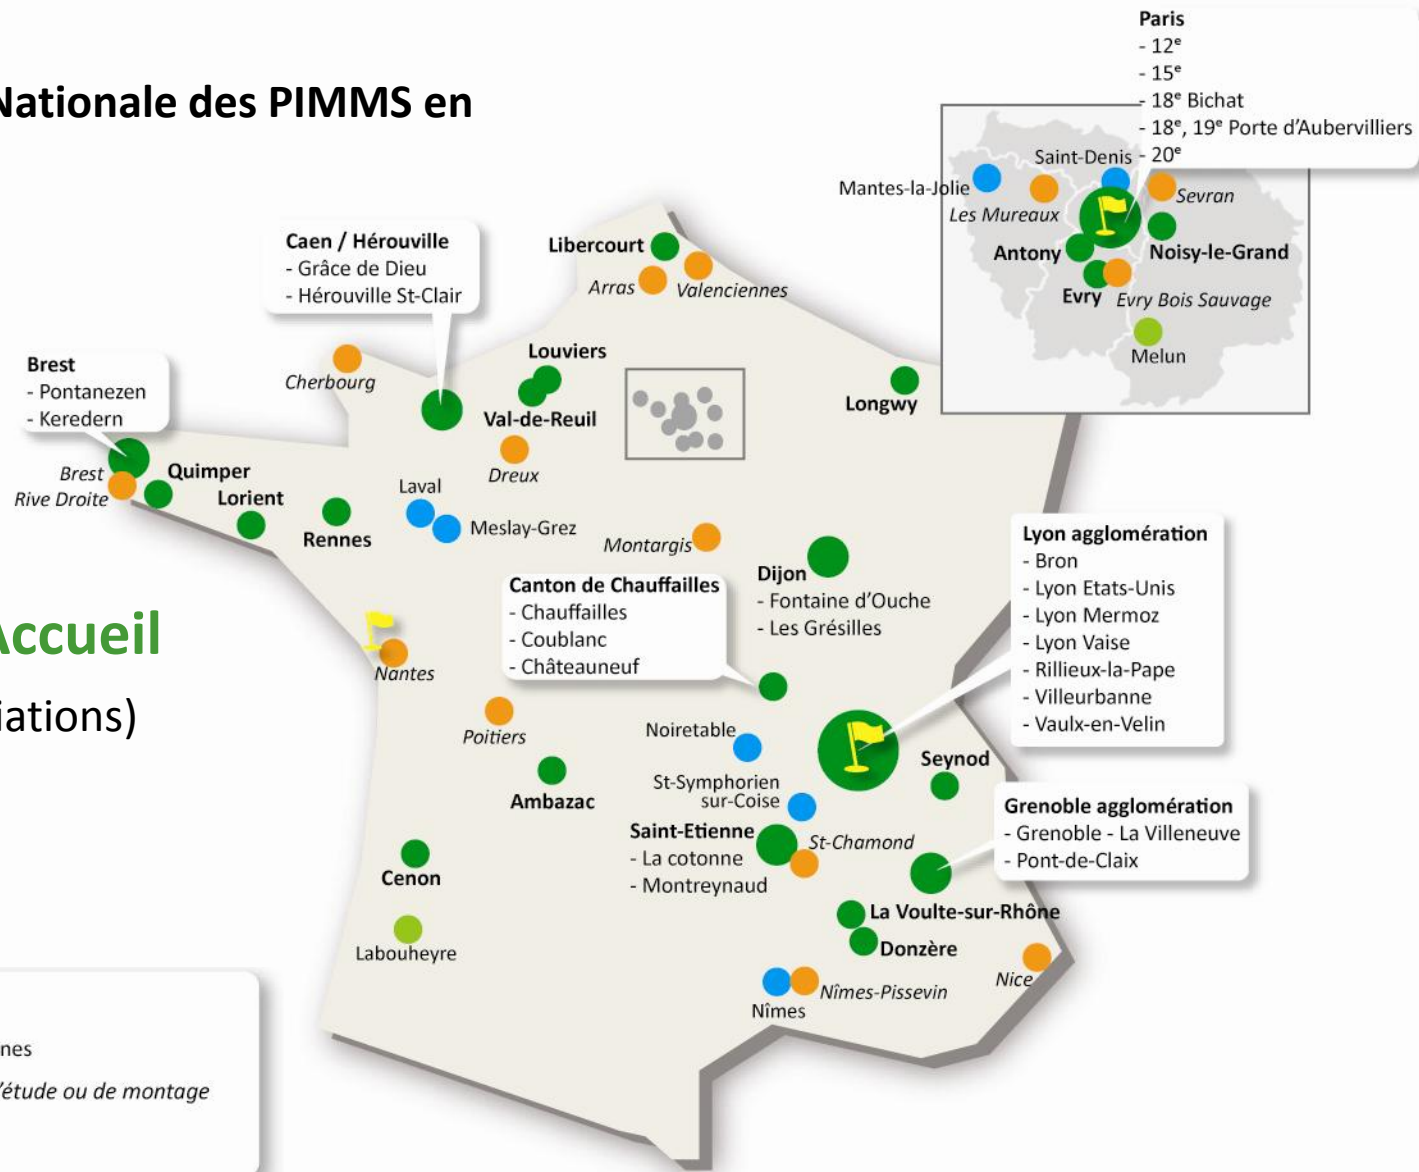 Nationale des PIMMS en
Paris
- 12e
- 15e
- 18e Bichat
- 18e, 19e Porte d'Aubervilliers
- 20e
Saint-Denis
Mantes-la-Jolie
Les Mureaux
Sevran
Antony
Noisy-le-Grand
Evry
Evry Bois Sauvage
Melun
Caen / Hérouville
- Grâce de Dieu
- Hérouville St-Clair
Libercourt
Arras
Valenciennes
Brest
- Pontanezen
- Keredern
Cherbourg
Louviers
Val-de-Reuil
Longwy
Dreux
Brest
Rive Droite
Quimper
Lorient
Rennes
Laval
Meslay-Grez
Montargis
Dijon
- Fontaine d'Ouche
- Les Grésilles
Canton de Chauffailles
- Chauffailles
- Coublanc
- Châteauneuf
Lyon agglomération
- Bron
- Lyon Etats-Unis
- Lyon Mermoz
- Lyon Vaise
- Rillieux-la-Pape
- Villeurbanne
- Vaulx-en-Velin
Accueil
iations)
Nantes
Poitiers
Ambazac
Noiretable
St-Symphorien
sur-Coise
Seynod
Saint-Etienne
- La cotonne
- Montreynaud
St-Chamond
Grenoble agglomération
- Grenoble - La Villeneuve
- Pont-de-Claix
Cenon
Labouheyre
La Voulte-sur-Rhône
Donzère
Nice
Nîmes
Nîmes-Pissevin
nes
'étude ou de montage